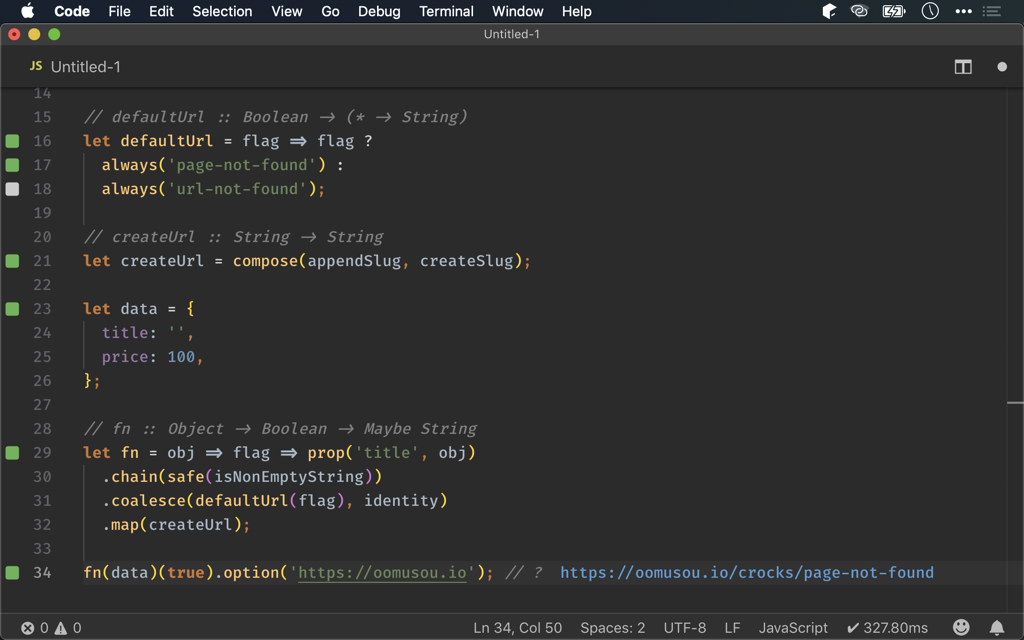 Code File Edit Selection View Go Debug Terminal Window Help
Untitled-1
JS Untitled-1
14
15 // defaultUrl :: Boolean → (* → String)
16 let defaultUrl = flag ⇒ flag ?
17 always('page-not-found') :
18 always('url-not-found');
19
20 // createUrl :: String → String
21 let createUrl = compose(appendSlug, createSlug);
22
23 let data = {
24 title: '',
25 price: 100,
26 };
27
28 // fn :: Object → Boolean → Maybe String
29 let fn = obj ⇒ flag ⇒ prop('title', obj)
30 .chain(safe(isNonEmptyString))
31 .coalesce(defaultUrl(flag), identity)
32 .map(createUrl);
33
34 fn(data)(true).option('https://oomusou.io'); // ? https://oomusou.io/crocks/page-not-found
0 0 Ln 34, Col 50 Spaces: 2 UTF-8 LF JavaScript ✔ 327.80ms